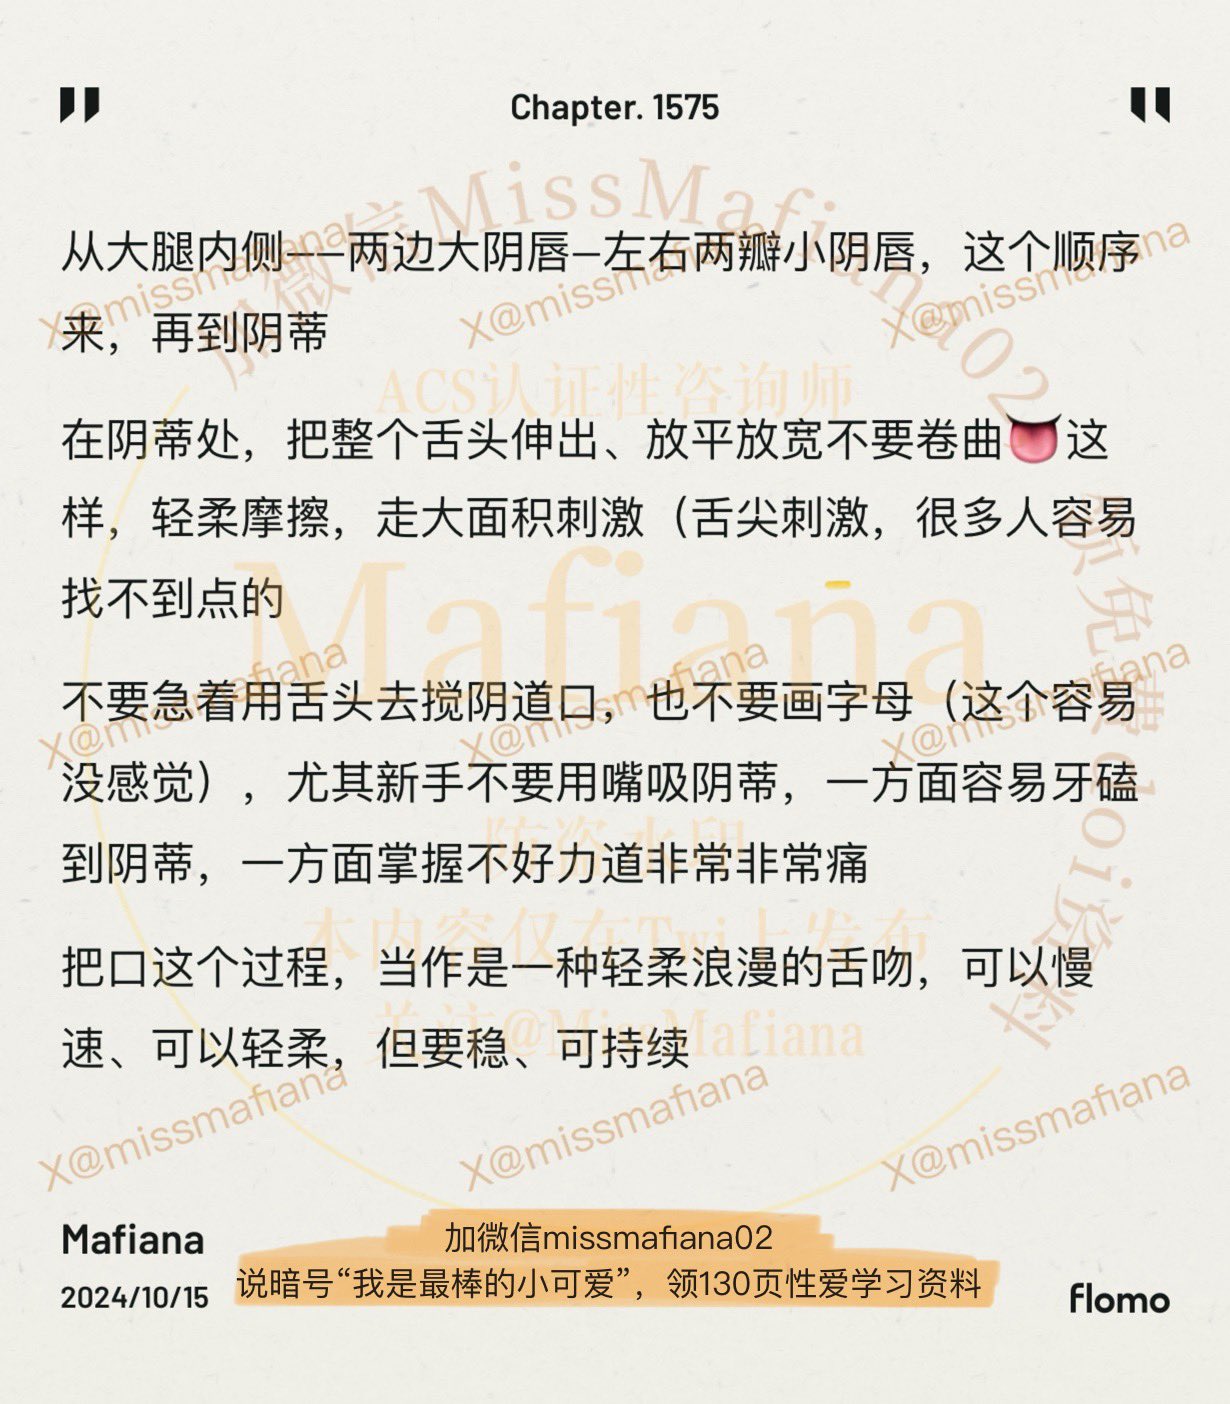 Chapter. 1575
从大腿内侧——两边大阴唇—左右两瓣小阴唇，这个顺序
来，再到阴蒂
在阴蒂处，把整个舌头伸出、放平放宽不要卷曲👅这
样，轻柔摩擦，走大面积刺激（舌尖刺激，很多人容易
找不到点的
不要急着用舌头去搅阴道口，也不要画字母（这个容易
没感觉），尤其新手不要用嘴吸阴蒂，一方面容易牙磕
到阴蒂，一方面掌握不好力道非常非常痛
把口这个过程，当作是一种轻柔浪漫的舌吻，可以慢
速、可以轻柔，但要稳、可持续
加微信MissMafiana02
领免费doi资料
ACS认证性咨询师
Mafiana
防盗水印
本内容仅在Twi上发布
关注@MissMafiana
X@missmafiana
X@missmafiana
X@missmafiana
X@missmafiana
X@missmafiana
X@missmafiana
X@missmafiana
X@missmafiana
X@missmafiana
Mafiana
2024/10/15
加微信missmafiana02
说暗号“我是最棒的小可爱”，领130页性爱学习资料
flomo